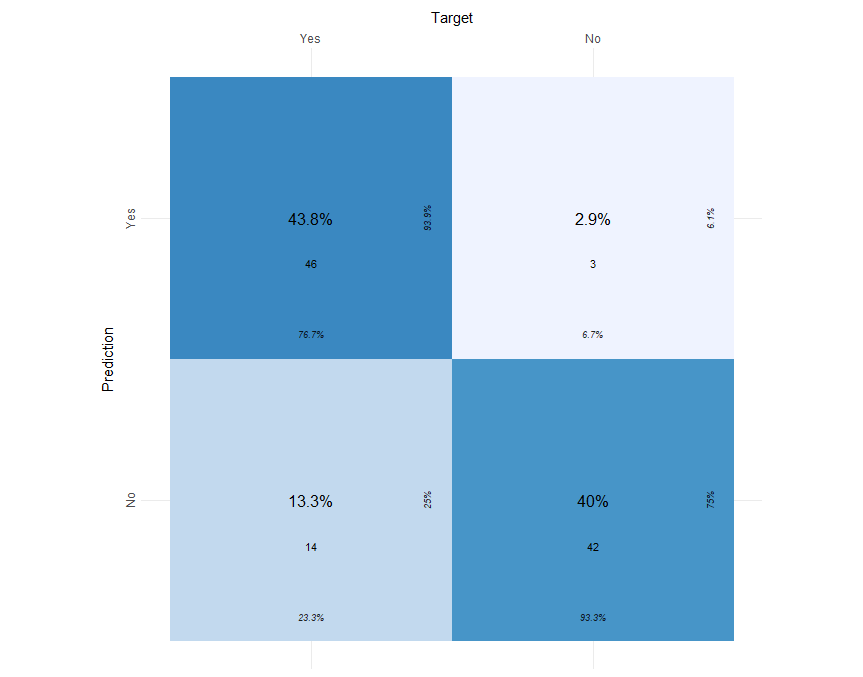 Target
Yes
No
Yes
43.8%
93.9%
46
76.7%
2.9%
6.1%
3
6.7%
Prediction
No
13.3%
25%
14
23.3%
40%
75%
42
93.3%